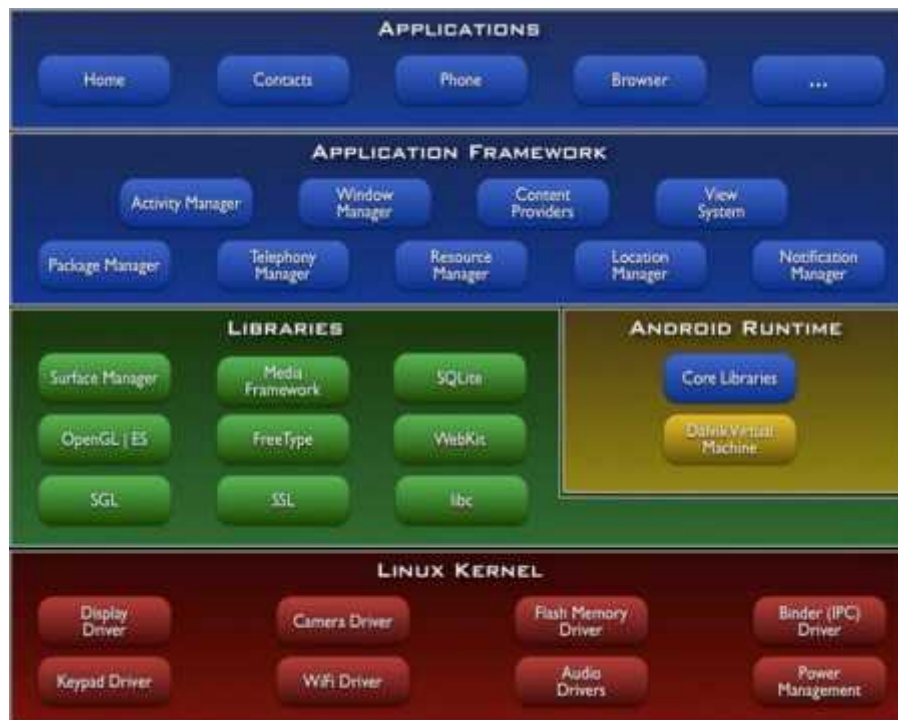 APPLICATIONS
Home
Contacts
Phone
Browser
...
APPLICATION FRAMEWORK
Activity Manager
Window
Manager
Content
Providers
View
System
Package Manager
Telephony
Manager
Resource
Manager
Location
Manager
Notification
Manager
LIBRARIES
Surface Manager
Media
Framework
SQLite
OpenGL | ES
FreeType
WebKit
SGL
SSL
libc
ANDROID RUNTIME
Core Libraries
Dalvik Virtual
Machine
LINUX KERNEL
Display
Driver
Camera Driver
Flash Memory
Driver
Binder (IPC)
Driver
Keypad Driver
WiFi Driver
Audio
Drivers
Power
Management